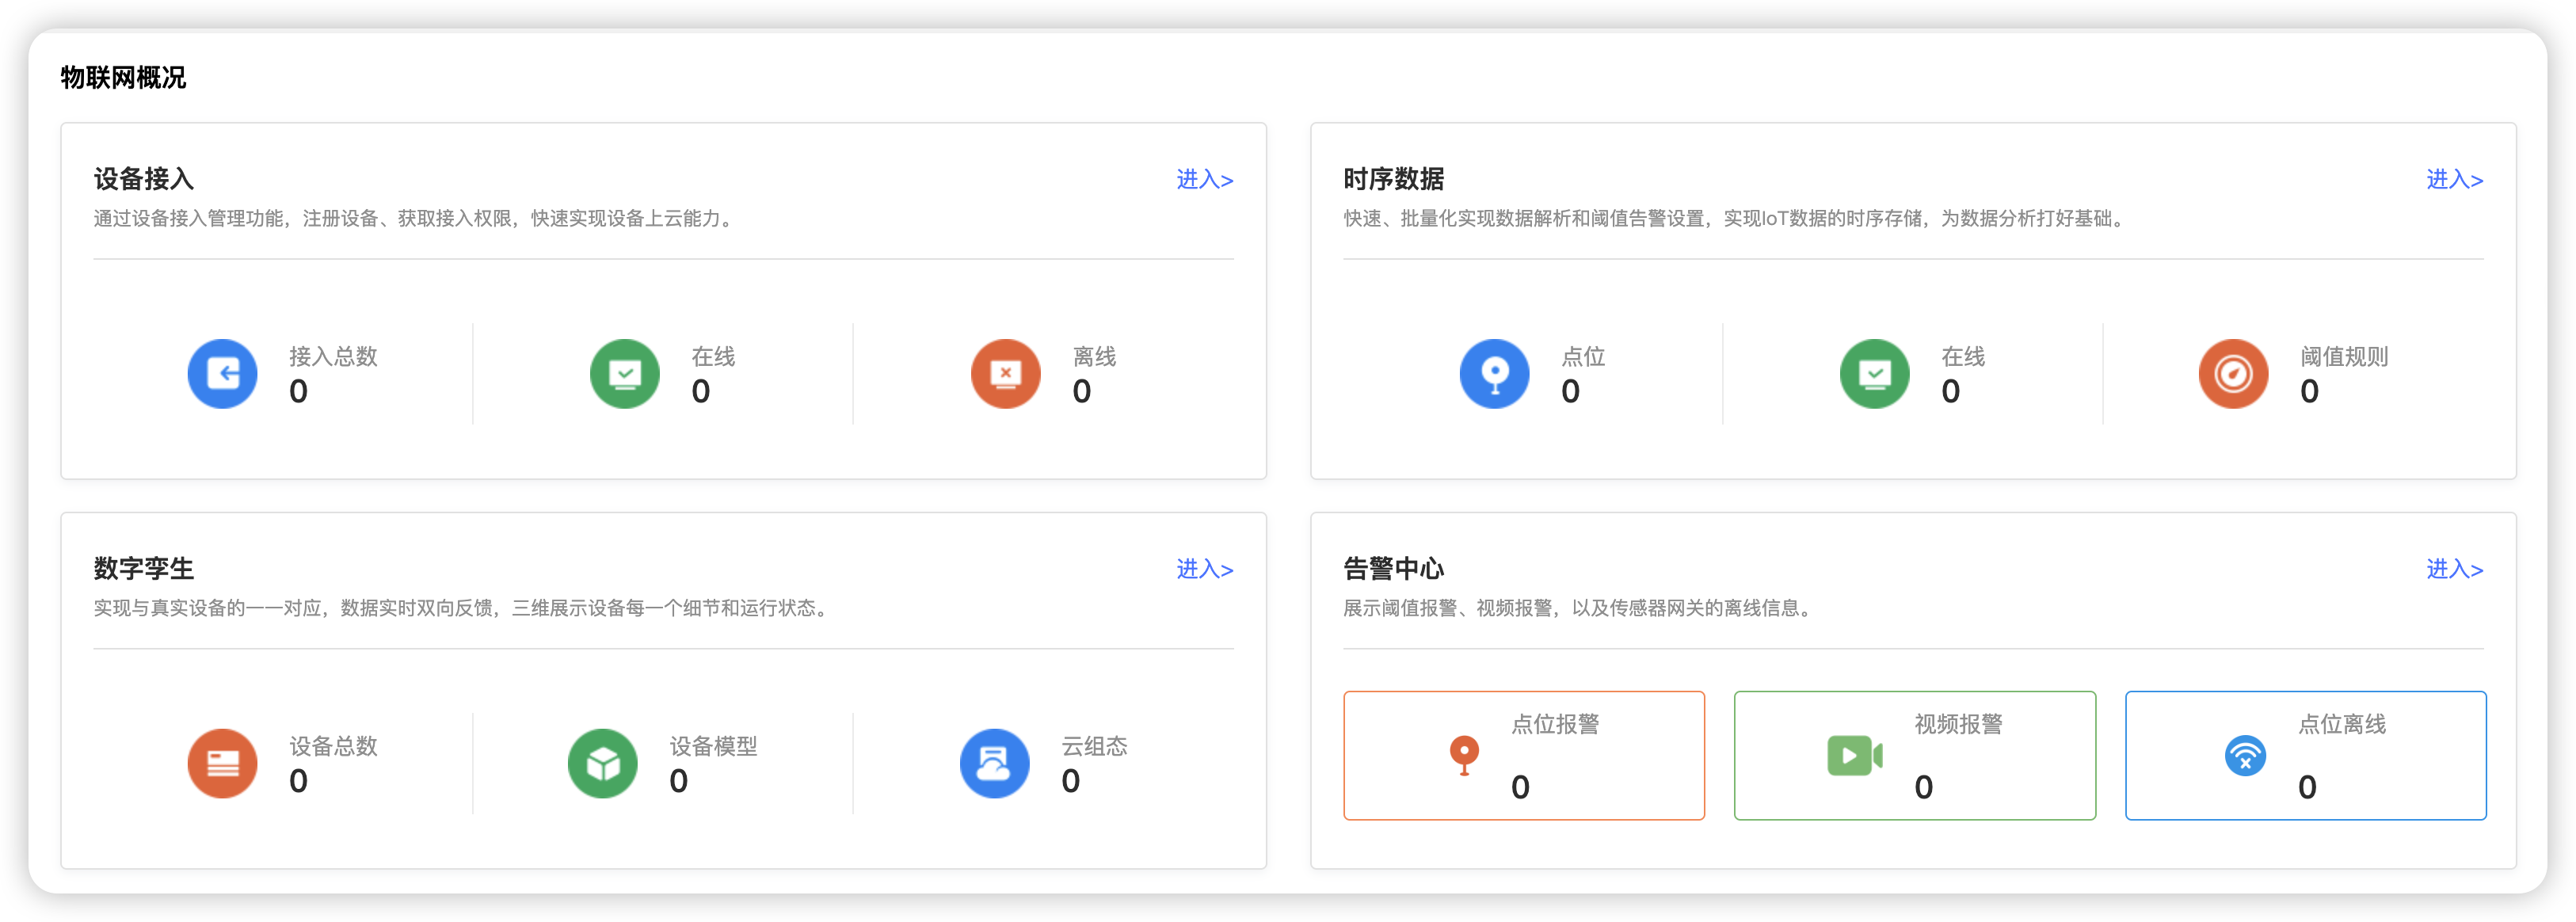 物联网概况
设备接入
进入>
通过设备接入管理功能，注册设备、获取接入权限，快速实现设备上云能力。
接入总数
0
在线
0
离线
0
时序数据
进入>
快速、批量化实现数据解析和阈值告警设置，实现IoT数据的时序存储，为数据分析打好基础。
点位
0
在线
0
阈值规则
0
数字孪生
进入>
实现与真实设备的一一对应，数据实时双向反馈，三维展示设备每一个细节和运行状态。
设备总数
0
设备模型
0
云组态
0
告警中心
进入>
展示阈值报警、视频报警，以及传感器网关的离线信息。
点位报警
0
视频报警
0
点位离线
0